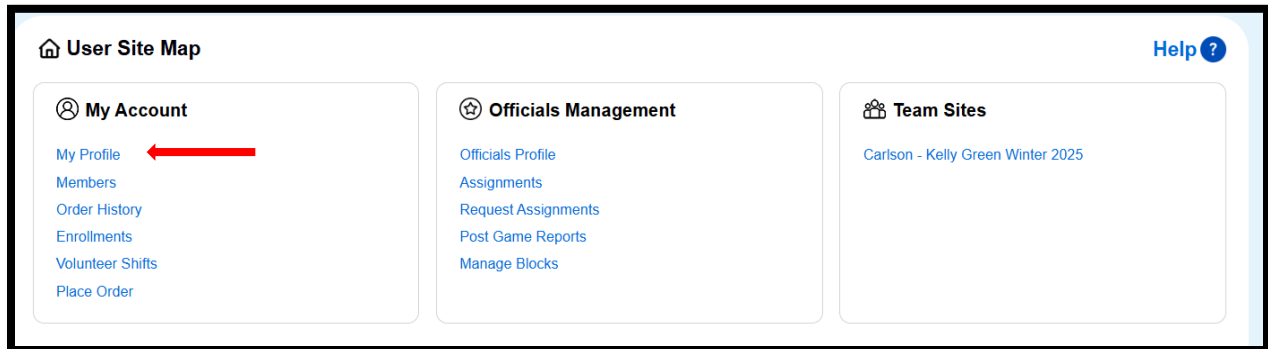 User Site Map
Help ?
My Account
My Profile
Members
Order History
Enrollments
Volunteer Shifts
Place Order
Officials Management
Officials Profile
Assignments
Request Assignments
Post Game Reports
Manage Blocks
Team Sites
Carlson - Kelly Green Winter 2025